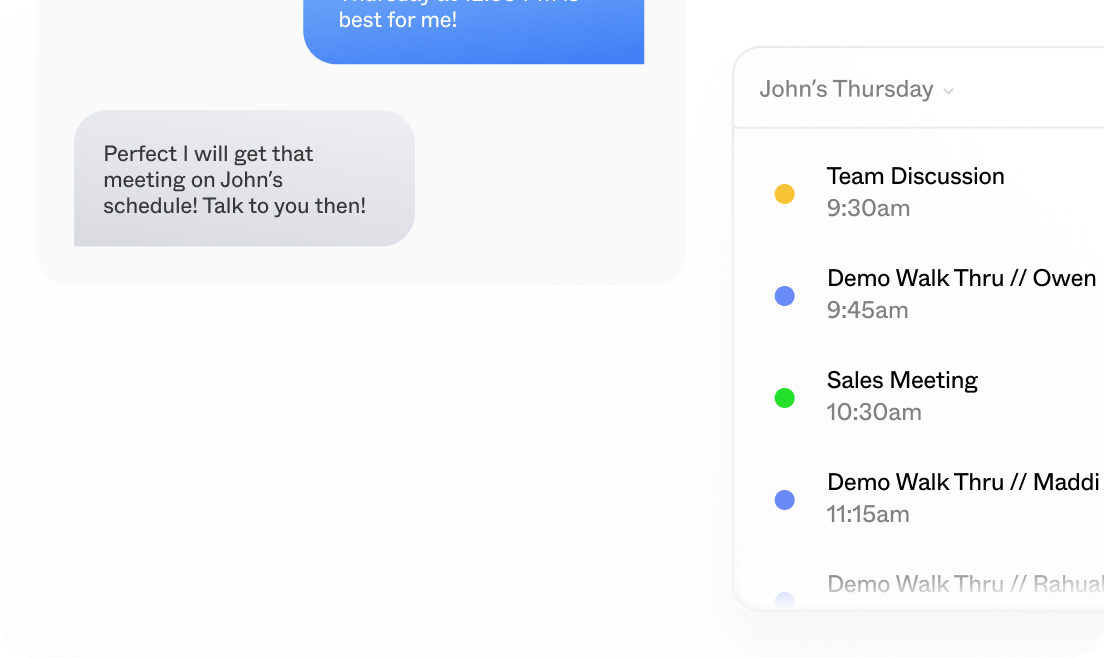 best for me!
Perfect I will get that
meeting on John's
schedule! Talk to you then!
John's Thursday
Team Discussion
9:30am
Demo Walk Thru // Owen
9:45am
Sales Meeting
10:30am
Demo Walk Thru // Maddi
11:15am
Demo Walk Thru //